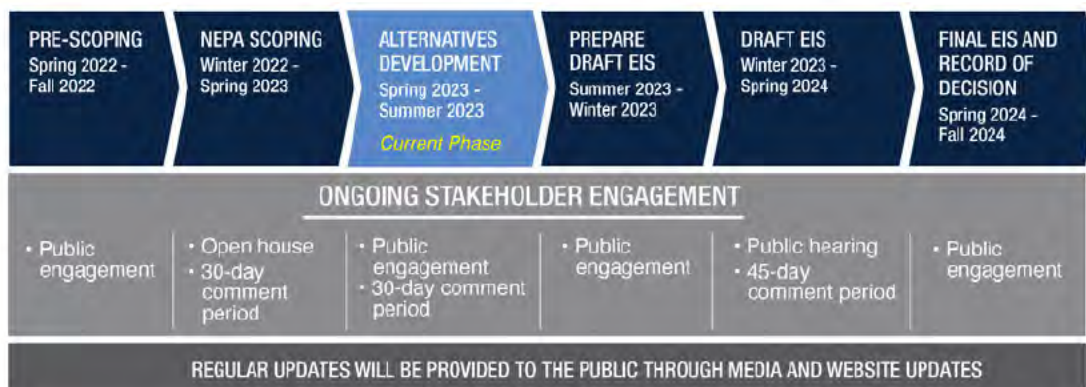 PRE-SCOPING
Spring 2022 -
Fall 2022
NEPA SCOPING
Winter 2022 -
Spring 2023
ALTERNATIVES
DEVELOPMENT
Spring 2023 -
Summer 2023
Current Phase
PREPARE
DRAFT EIS
Summer 2023 -
Winter 2023
DRAFT EIS
Winter 2023 -
Spring 2024
FINAL EIS AND
RECORD OF
DECISION
Spring 2024 -
Fall 2024
ONGOING STAKEHOLDER ENGAGEMENT
• Public
engagement
• Open house
• 30-day
comment
period
• Public
engagement
• 30-day comment
period
• Public
engagement
• Public hearing
• 45-day
comment period
• Public
engagement
REGULAR UPDATES WILL BE PROVIDED TO THE PUBLIC THROUGH MEDIA AND WEBSITE UPDATES